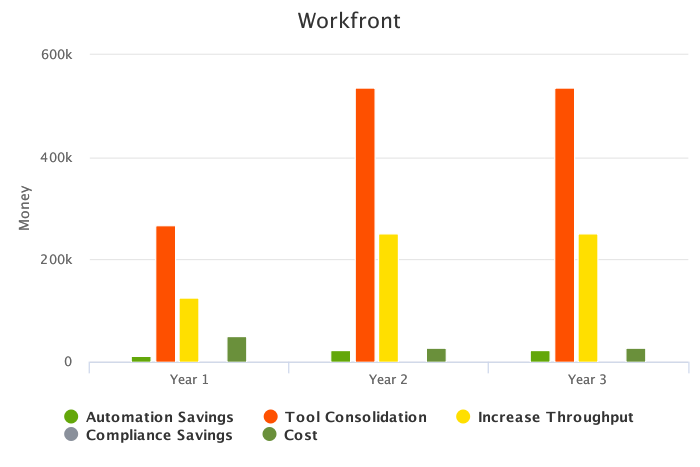 Workfront
600k
400k
200k
0
Money
Year 1 Year 2 Year 3
Automation Savings Tool Consolidation Increase Throughput
Compliance Savings Cost